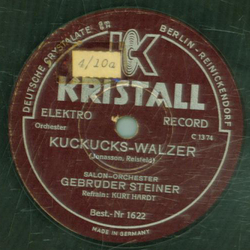 DEUTSCHE CRYSTALATE
BERLIN-REINICKENDORF
4/10a
K
KRISTALL
ELEKTRO RECORD
Orchester C 1374
KUCKUCKS-WALZER
(Jonasson, Reisfeld)
SALON-ORCHESTER
GEBRÜDER STEINER
Refrain: KURT HARDT
Best.-Nr 1622
MADE IN GERMANY